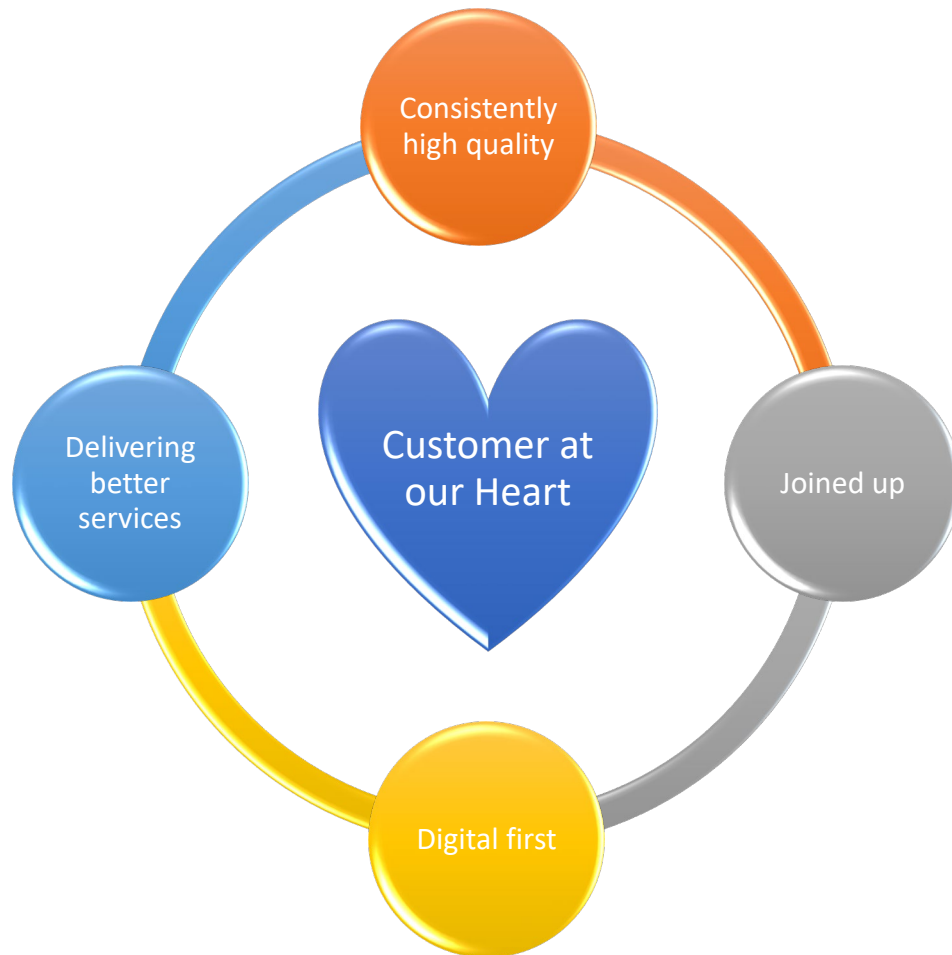 Consistently
high quality
Customer at
our Heart
Delivering
better
services
Joined up
Digital first